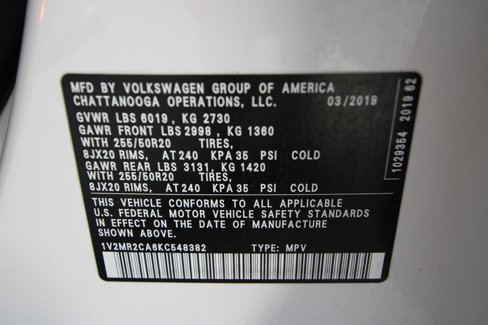 MFD BY VOLKSWAGEN GROUP OF AMERICA
CHATTANOOGA OPERATIONS, LLC. 03/2019
GVWR LBS 6019, KG 2730
GAWR FRONT LBS 2998, KG 1360
WITH 255/50R20 TIRES,
8JX20 RIMS, AT 240 KPA 35 PSI COLD
GAWR REAR LBS 3131, KG 1420
WITH 255/50R20 TIRES,
8JX20 RIMS, AT 240 KPA 35 PSI COLD
THIS VEHICLE CONFORMS TO ALL APPLICABLE
U.S. FEDERAL MOTOR VEHICLE SAFETY STANDARDS
IN EFFECT ON THE DATE OF MANUFACTURE SHOWN ABOVE.
1V2MR2CA6KC548382 TYPE: MPV
1029354 2019 62